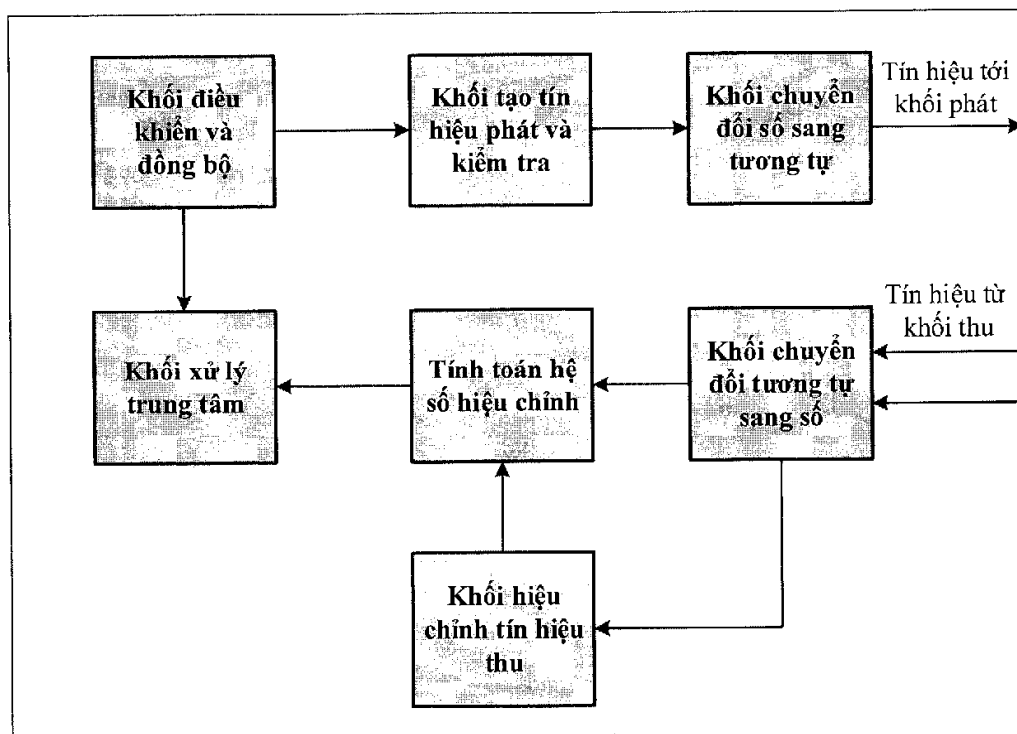 Khối điều
khiển và
đồng bộ
Khối tạo tín
hiệu phát và
kiểm tra
Khối chuyển
đổi số sang
tương tự
Tín hiệu tới
khối phát
Khối xử lý
trung tâm
Tính toán hệ
số hiệu chỉnh
Khối chuyển
đổi tương tự
sang số
Tín hiệu từ
khối thu
Khối hiệu
chỉnh tín hiệu
thu